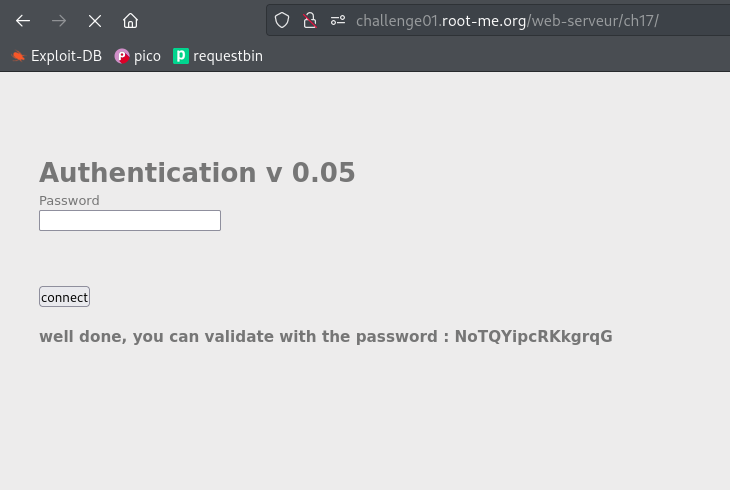 challenge01.root-me.org/web-serveur/ch17/
Exploit-DB pico requestbin
Authentication v 0.05
Password
connect
well done, you can validate with the password : NoTQYipcRKkgrqG